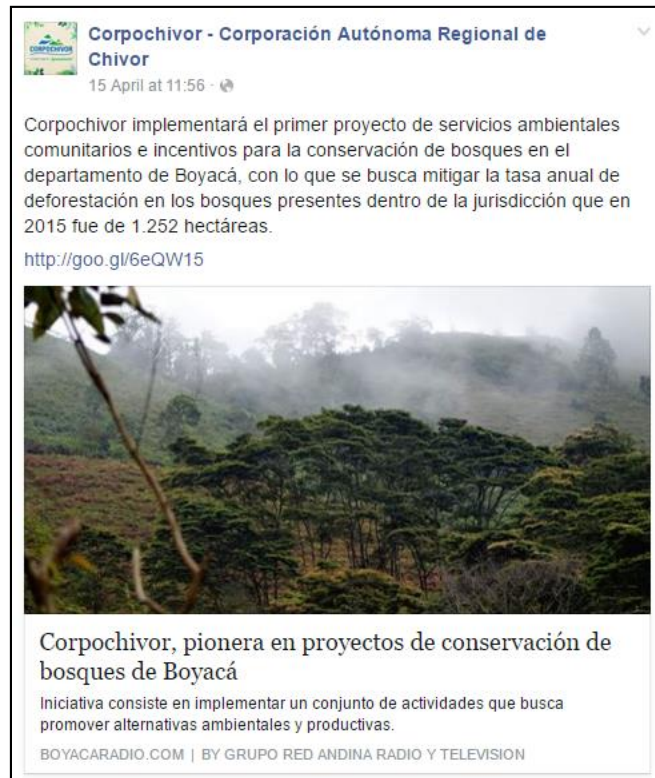 CORPOCHIVOR
Corpochivor - Corporación Autónoma Regional de
Chivor
15 April at 11:56 ·
Corpochivor implementará el primer proyecto de servicios ambientales
comunitarios e incentivos para la conservación de bosques en el
departamento de Boyacá, con lo que se busca mitigar la tasa anual de
deforestación en los bosques presentes dentro de la jurisdicción que en
2015 fue de 1.252 hectáreas.
http://goo.gl/6eQW15
Corpochivor, pionera en proyectos de conservación de
bosques de Boyacá
Iniciativa consiste en implementar un conjunto de actividades que busca
promover alternativas ambientales y productivas.
BOYACARADIO.COM | BY GRUPO RED ANDINA RADIO Y TELEVISION